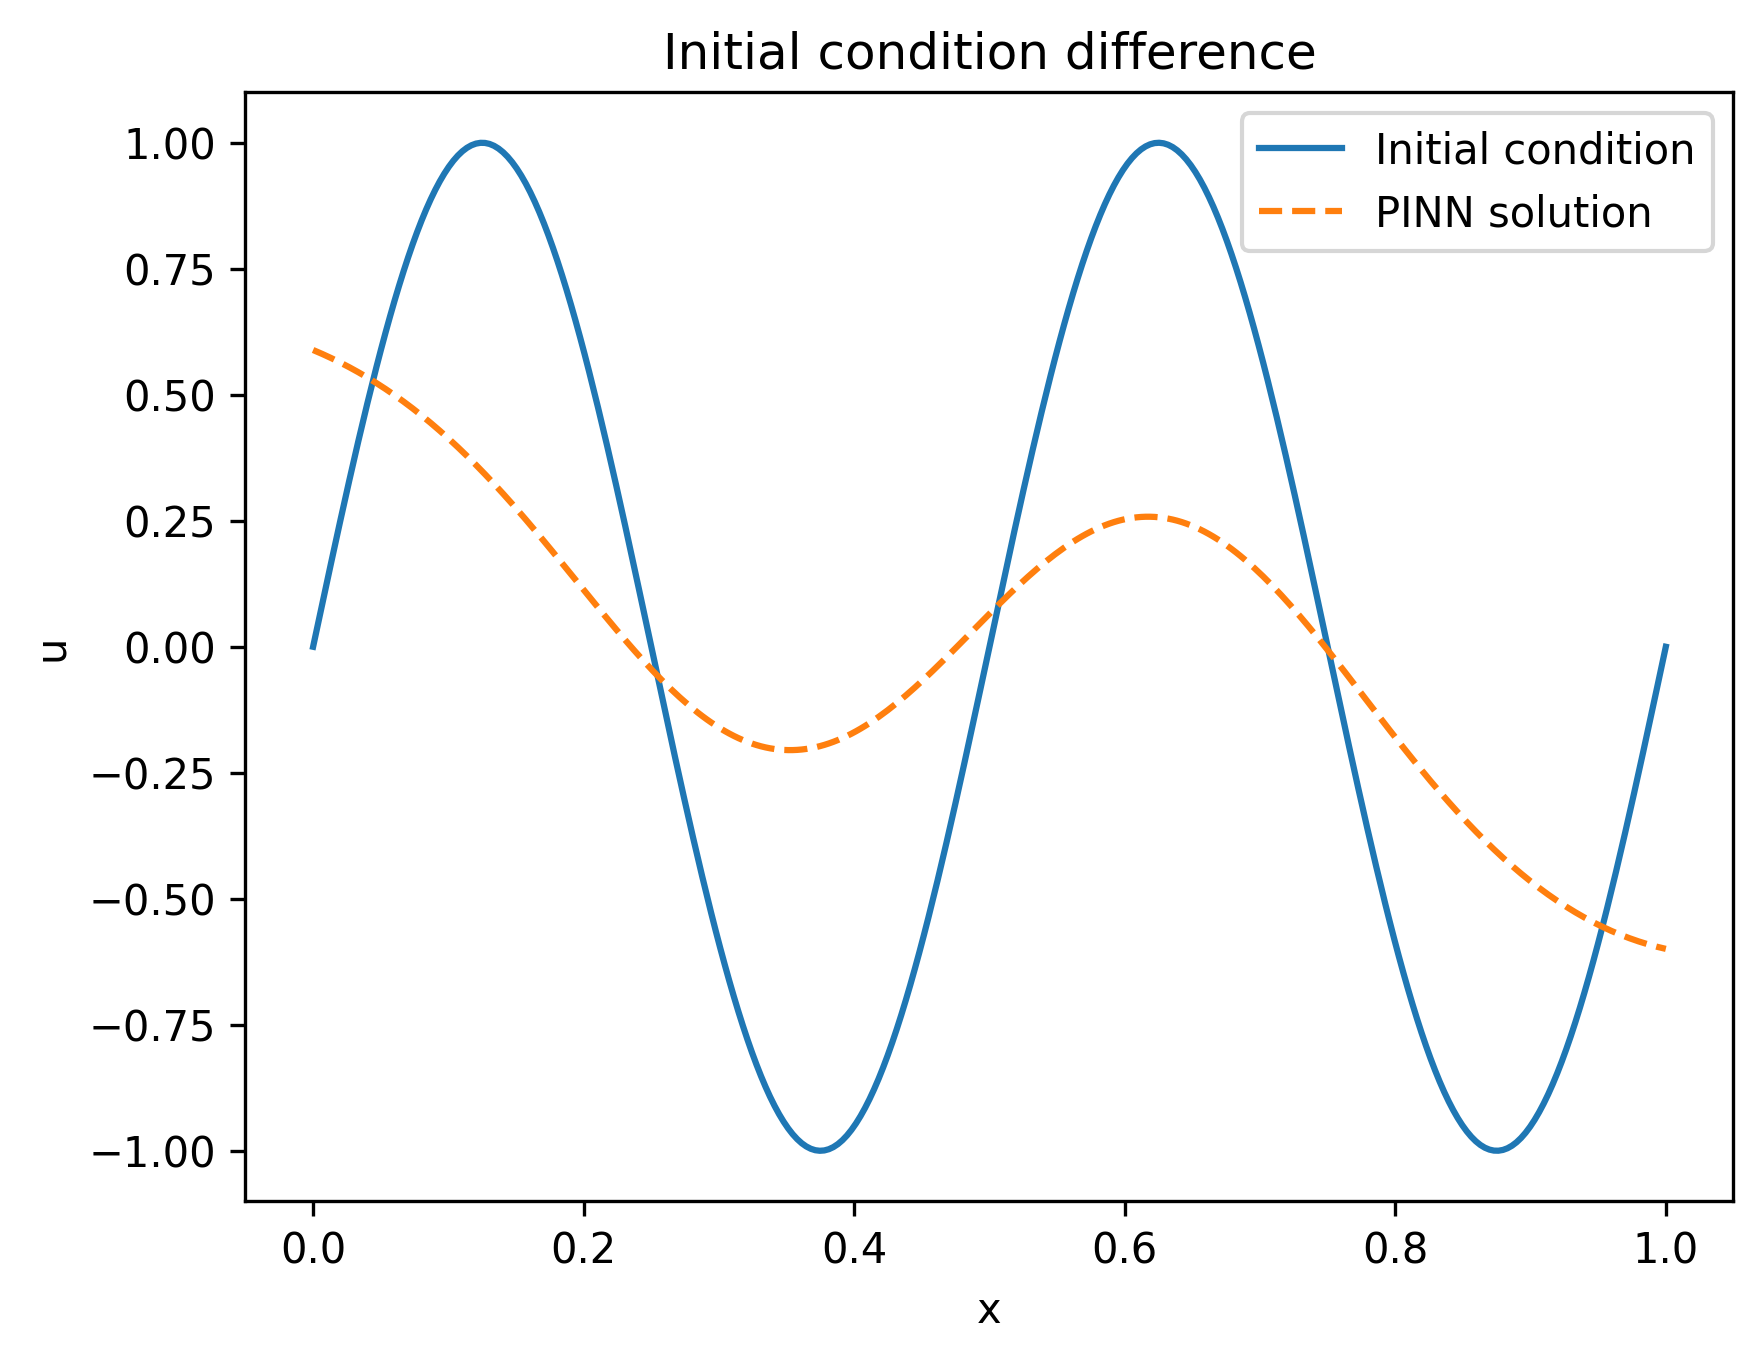 Initial condition difference
Initial condition
PINN solution
1.00
0.75
0.50
0.25
0.00
−0.25
−0.50
−0.75
−1.00
u
0.0 0.2 0.4 0.6 0.8 1.0
x